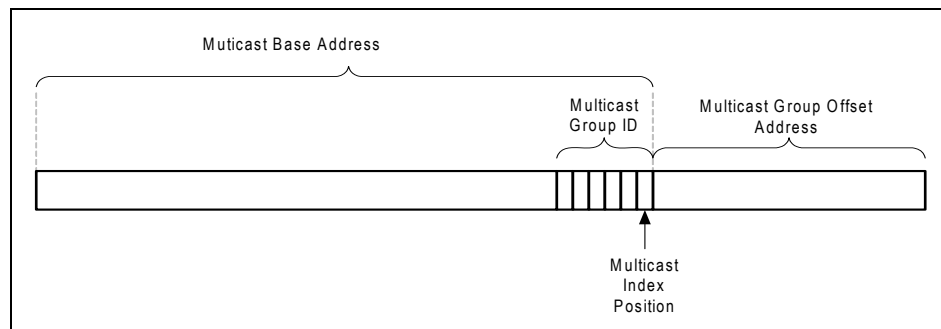 Muticast Base Address
Multicast
Group ID
Multicast Group Offset
Address
Multicast
Index
Position